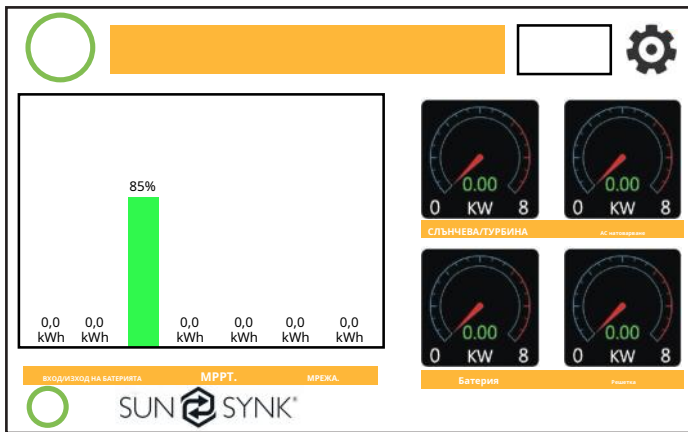 85%
0,0 0,0 0,0 0,0 0,0 0,0
kWh kWh kWh kWh kWh kWh
0.00 0.00
0 KW 8 0 KW 8
СЛЪНЧЕВА/ТУРБИНА АС натоварване
0.00 0.00
0 KW 8 0 KW 8
ВХОД/ИЗХОД НА БАТЕРИЯТА МРРТ. МРЕЖА.
Батерия Решетка
SUN SYNK